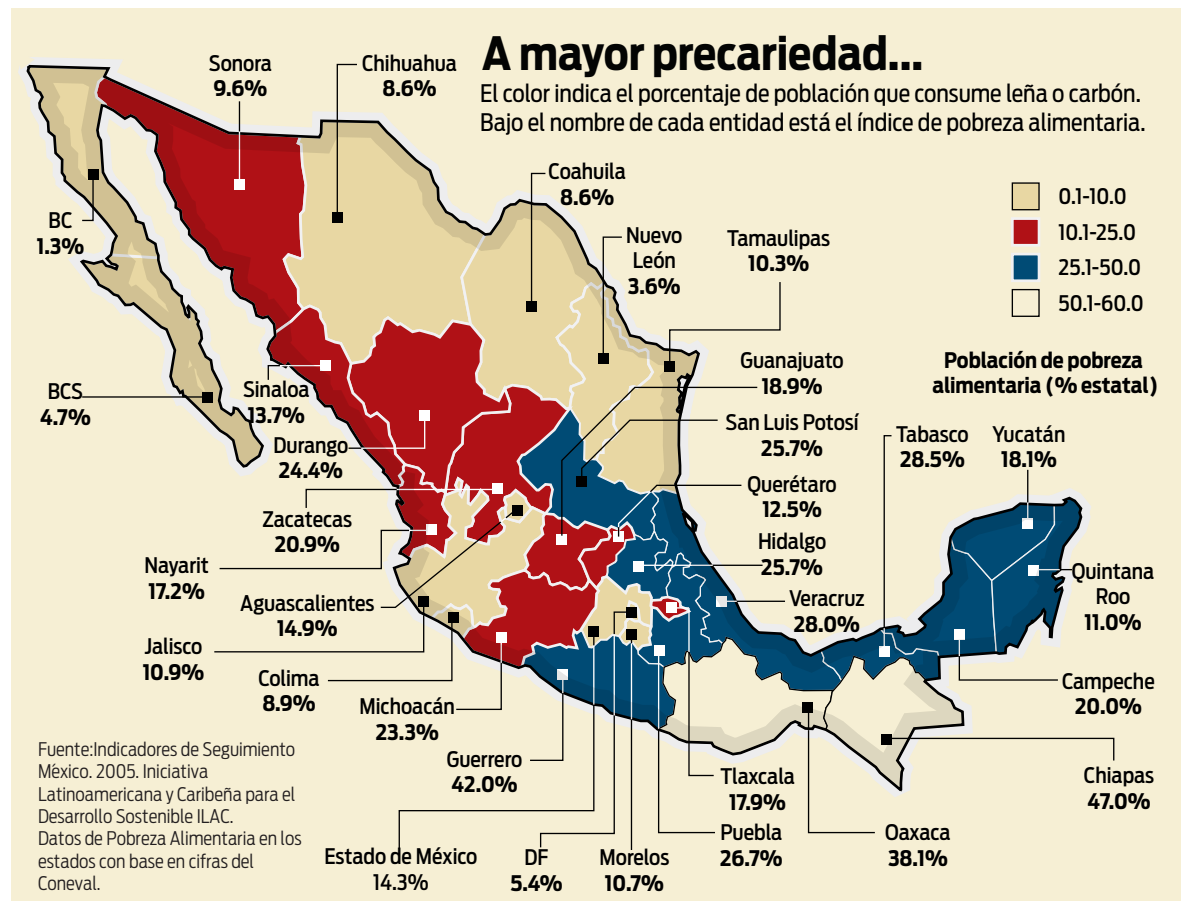 A mayor precariedad...
El color indica el porcentaje de población que consume leña o carbón.
Bajo el nombre de cada entidad está el índice de pobreza alimentaria.
Sonora
9.6%
Chihuahua
8.6%
Coahuila
8.6%
Nuevo
León
3.6%
Tamaulipas
10.3%
0.1-10.0
10.1-25.0
25.1-50.0
50.1-60.0
Población de pobreza
alimentaria (% estatal)
BC
1.3%
BCS
4.7%
Sinaloa
13.7%
Durango
24.4%
Zacatecas
20.9%
Nayarit
17.2%
Aguascalientes
14.9%
Jalisco
10.9%
Colima
8.9%
Michoacán
23.3%
Guerrero
42.0%
Guanajuato
18.9%
San Luis Potosí
25.7%
Querétaro
12.5%
Hidalgo
25.7%
Veracruz
28.0%
Tabasco
28.5%
Yucatán
18.1%
Quintana
Roo
11.0%
Campeche
20.0%
Chiapas
47.0%
Tlaxcala
17.9%
Puebla
26.7%
Oaxaca
38.1%
Estado de México
14.3%
DF
5.4%
Morelos
10.7%
Fuente:Indicadores de Seguimiento
México. 2005. Iniciativa
Latinoamericana y Caribeña para el
Desarrollo Sostenible ILAC.
Datos de Pobreza Alimentaria en los
estados con base en cifras del
Coneval.